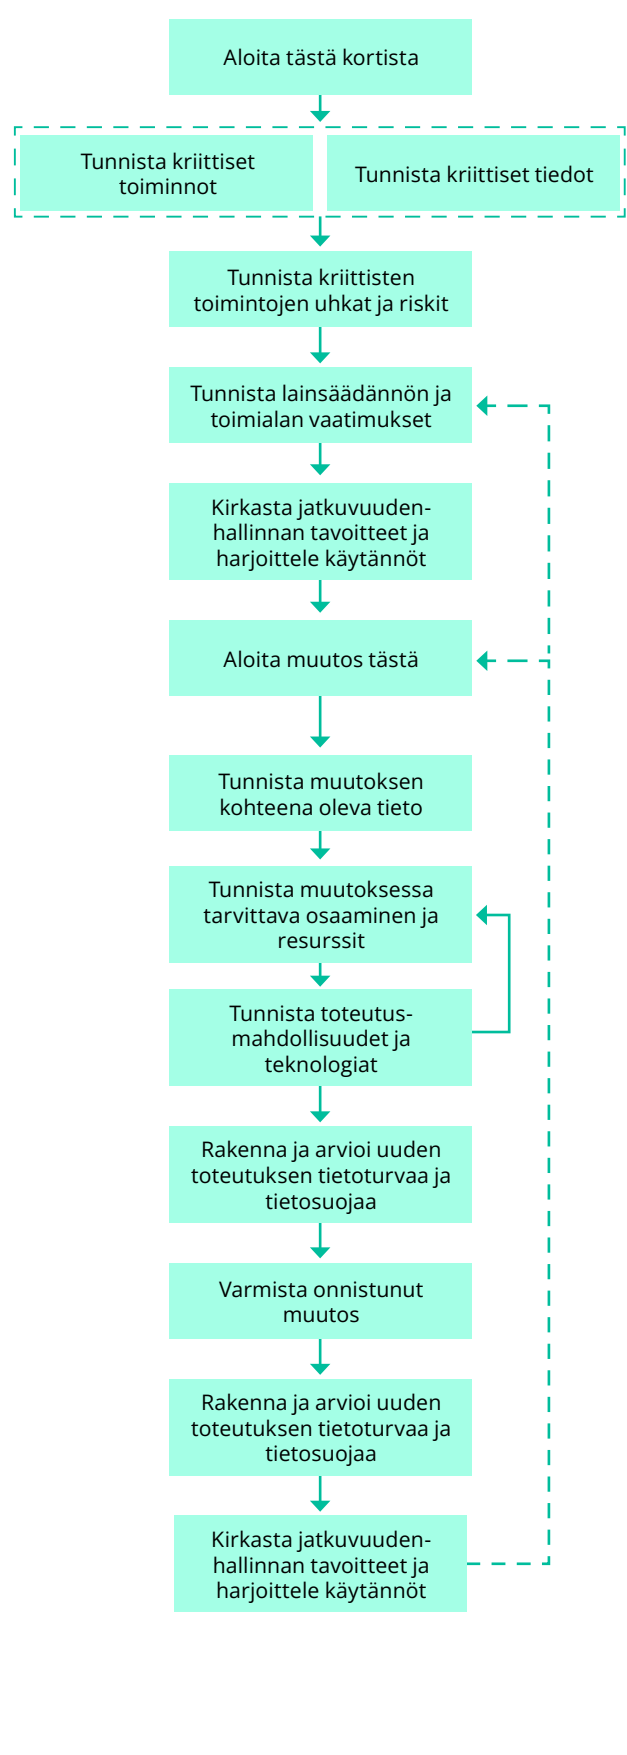 Aloita tästä kortista
Tunnista kriittiset
toiminnot
Tunnista kriittiset tiedot
Tunnista kriittisten
toimintojen uhkat ja riskit
Tunnista lainsäädännön ja
toimialan vaatimukset
Kirkasta jatkuvuuden-
hallinnan tavoitteet ja
harjoittele käytännöt
Aloita muutos tästä
Tunnista muutoksen
kohteena oleva tieto
Tunnista muutoksessa
tarvittava osaaminen ja
resurssit
Tunnista toteutus-
mahdollisuudet ja
teknologiat
Rakenna ja arvioi uuden
toteutuksen tietoturvaa ja
tietosuojaa
Varmista onnistunut
muutos
Rakenna ja arvioi uuden
toteutuksen tietoturvaa ja
tietosuojaa
Kirkasta jatkuvuuden-
hallinnan tavoitteet ja
harjoittele käytännöt